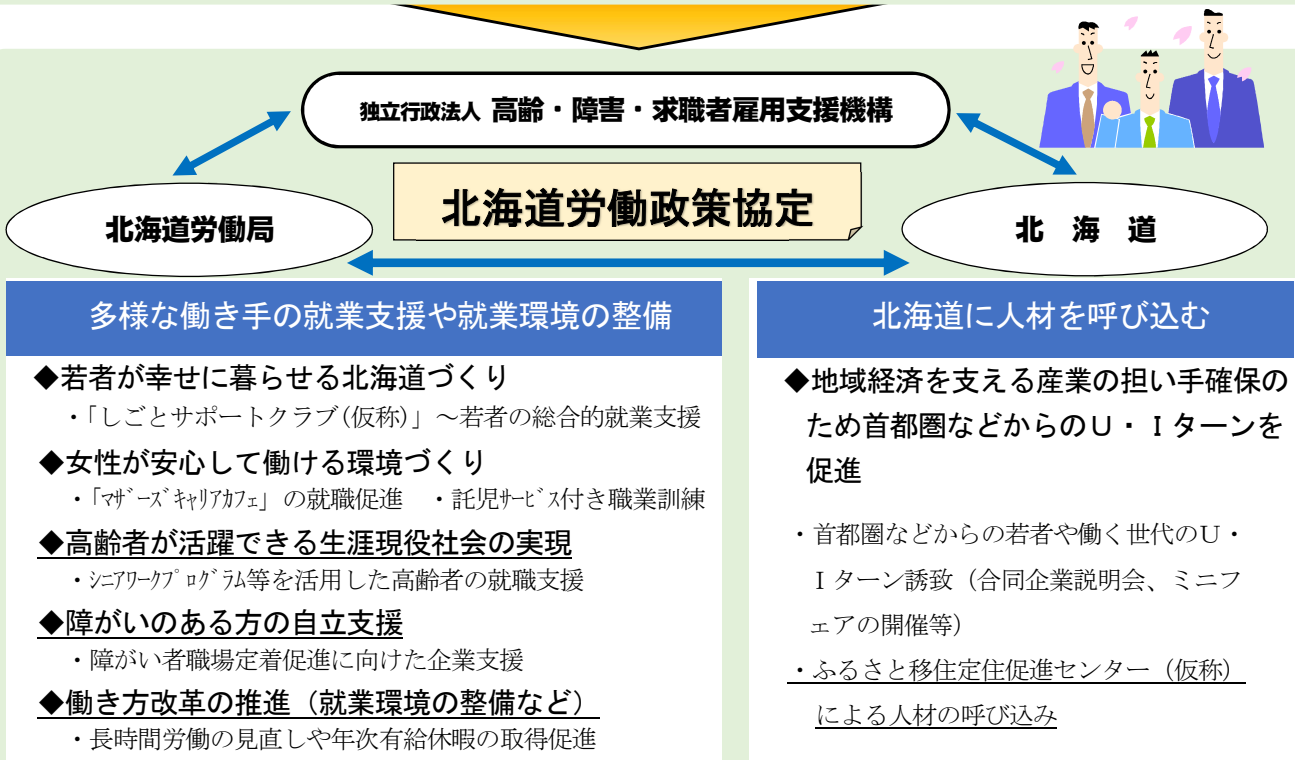 独立行政法人 高齢・障害・求職者雇用支援機構
北海道労働局
北海道労働政策協定
北 海 道
多様な働き手の就業支援や就業環境の整備
◆若者が幸せに暮らせる北海道づくり
・「しごとサポートクラブ(仮称)」～若者の総合的就業支援
◆女性が安心して働ける環境づくり
・「ﾏｻﾞｰｽﾞｷｬﾘｱｶﾌｪ」の就職促進 ・託児ｻｰﾋﾞｽ付き職業訓練
◆高齢者が活躍できる生涯現役社会の実現
・ｼﾆｱﾜｰｸﾌﾟﾛｸﾞﾗﾑ等を活用した高齢者の就職支援
◆障がいのある方の自立支援
・障がい者職場定着促進に向けた企業支援
◆働き方改革の推進（就業環境の整備など）
・長時間労働の見直しや年次有給休暇の取得促進
北海道に人材を呼び込む
◆地域経済を支える産業の担い手確保の
ため首都圏などからのＵ・Ｉターンを
促進
・首都圏などからの若者や働く世代のＵ・
Ｉターン誘致（合同企業説明会、ミニフ
ェアの開催等）
・ふるさと移住定住促進センター（仮称）
による人材の呼び込み